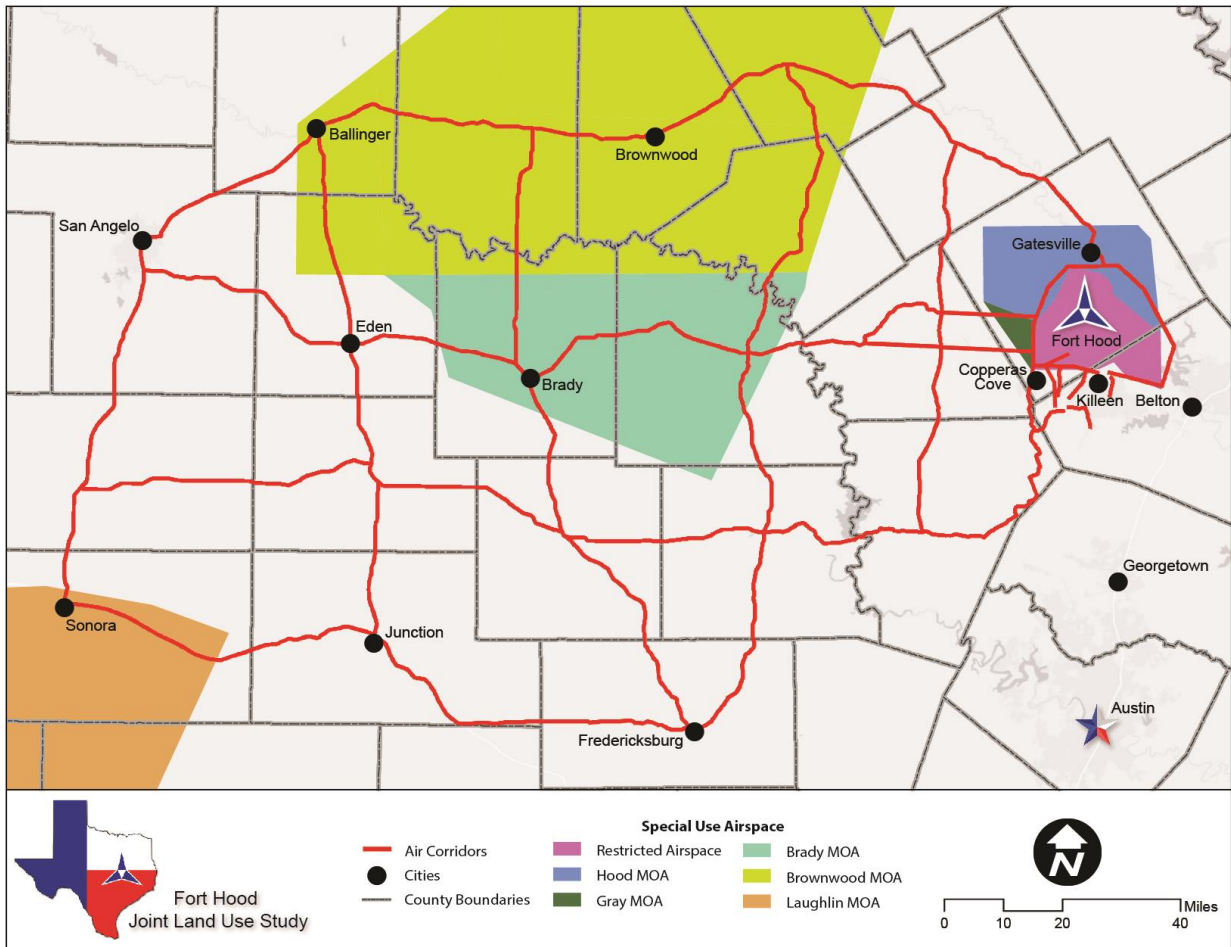 Ballinger
Brownwood
San Angelo
Gatesville
Eden
Fort Hood
Brady
Copperas
Cove
Killeen
Belton
Georgetown
Sonora
Junction
Austin
Fredericksburg
Fort Hood
Joint Land Use Study
Air Corridors
Cities
County Boundaries
Special Use Airspace
Restricted Airspace
Hood MOA
Gray MOA
Brady MOA
Brownwood MOA
Laughlin MOA
N
Miles
0 10 20 40